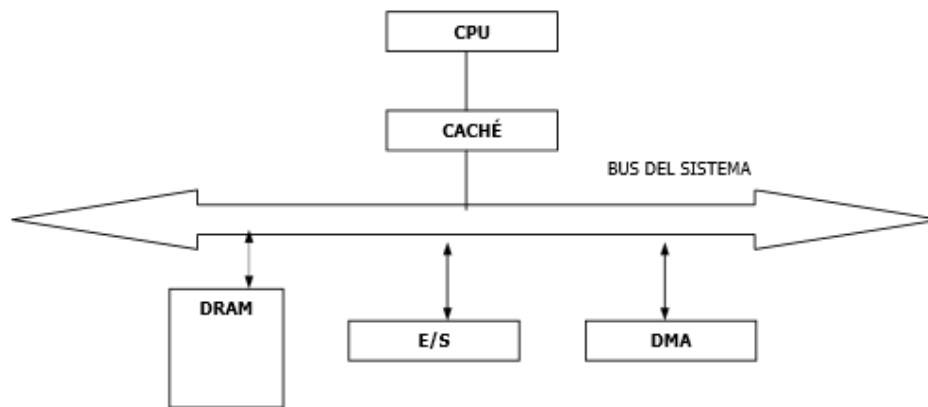 CPU
CACHÉ
BUS DEL SISTEMA
DRAM
E/S
DMA